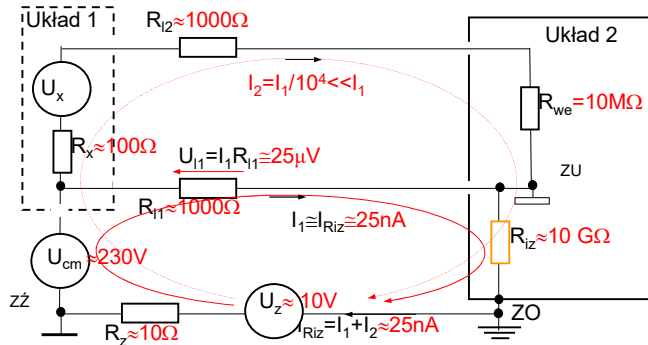 Układ 1
R_l2≈1000Ω
Układ 2
U_x
I_2=I_1/10⁴<<I_1
R_we=10MΩ
R_x≈100Ω
U_l1=I_1R_l1≅25μV
ZU
R_l1≈1000Ω
I_1≅I_Riz≅25nA
R_iz≈10 GΩ
U_cm≈230V
U_z≈10V
ZŹ
ZO
R_z≈10Ω
I_Riz=I_1+I_2≈25nA